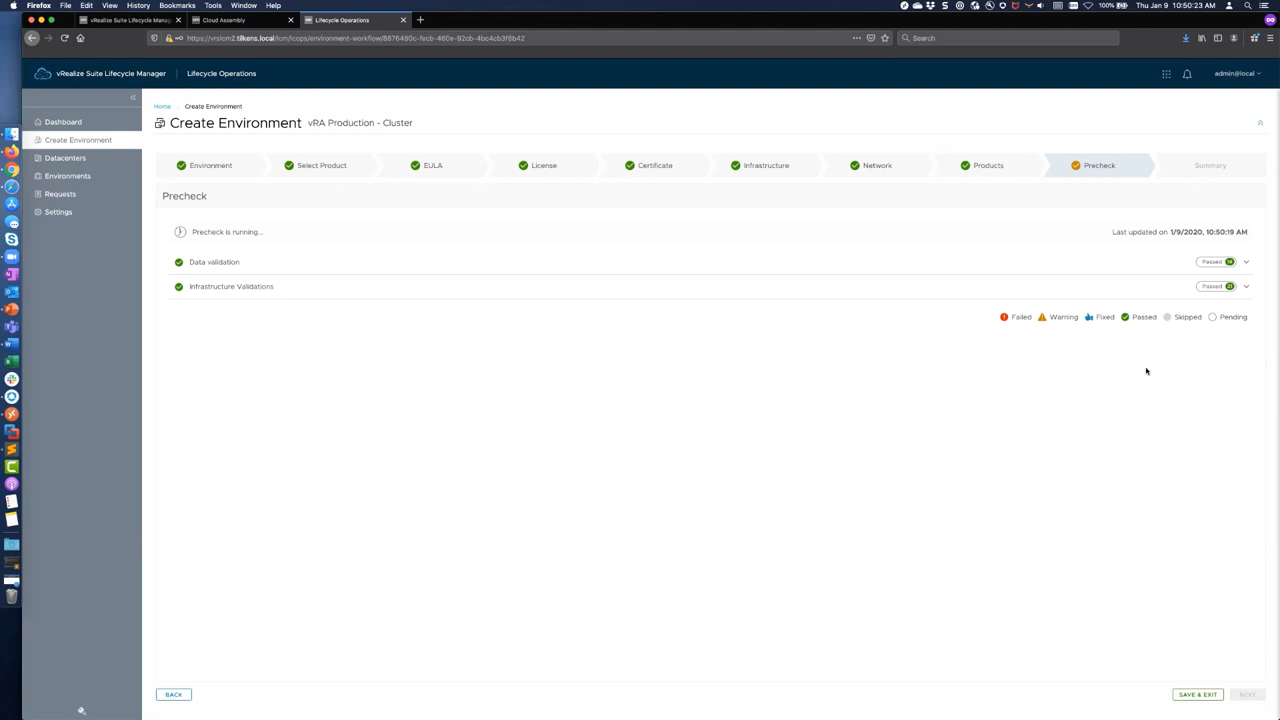 Firefox File Edit View History Bookmarks Tools Window Help
100% Thu Jan 9 10:50:23 AM
vRealize Suite Lifecycle Manag
Cloud Assembly
Lifecycle Operations
Search
vRealize Suite Lifecycle Manager
Lifecycle Operations
admin@local
Dashboard
Create Environment
Datacenters
Environments
Requests
Settings
Home
Create Environment
Create Environment vRA Production - Cluster
Environment
Select Product
EULA
License
Certificate
Infrastructure
Network
Products
Precheck
Summary
Precheck
Precheck is running...
Last updated on 1/9/2020, 10:50:19 AM
Data validation
Passed 14
Infrastructure Validations
Passed 21
Failed Warning Fixed Passed Skipped Pending
BACK
SAVE & EXIT
NEXT